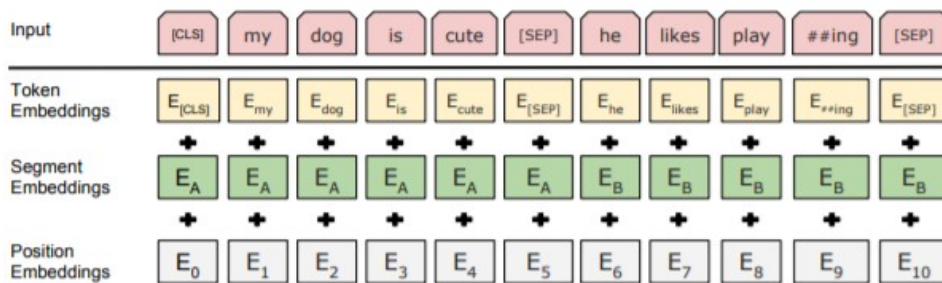 Input [CLS] my dog is cute [SEP] he likes play ##ing [SEP]
Token Embeddings E[CLS] Emy Edog Eis Ecute E[SEP] Ehe Elikes Eplay E##ing E[SEP]
+ + + + + + + + + + +
Segment Embeddings EA EA EA EA EA EA EB EB EB EB EB
+ + + + + + + + + + +
Position Embeddings E0 E1 E2 E3 E4 E5 E6 E7 E8 E9 E10